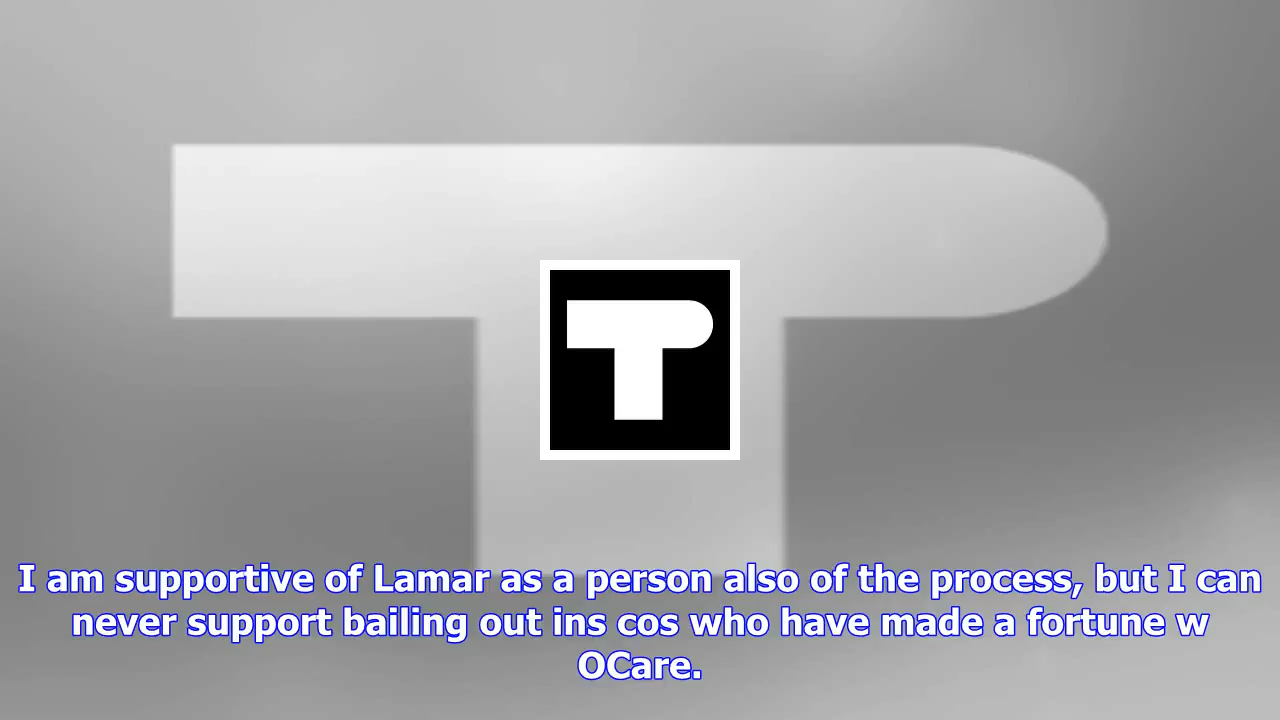 I am supportive of Lamar as a person also of the process, but I can
never support bailing out ins cos who have made a fortune w
OCare.